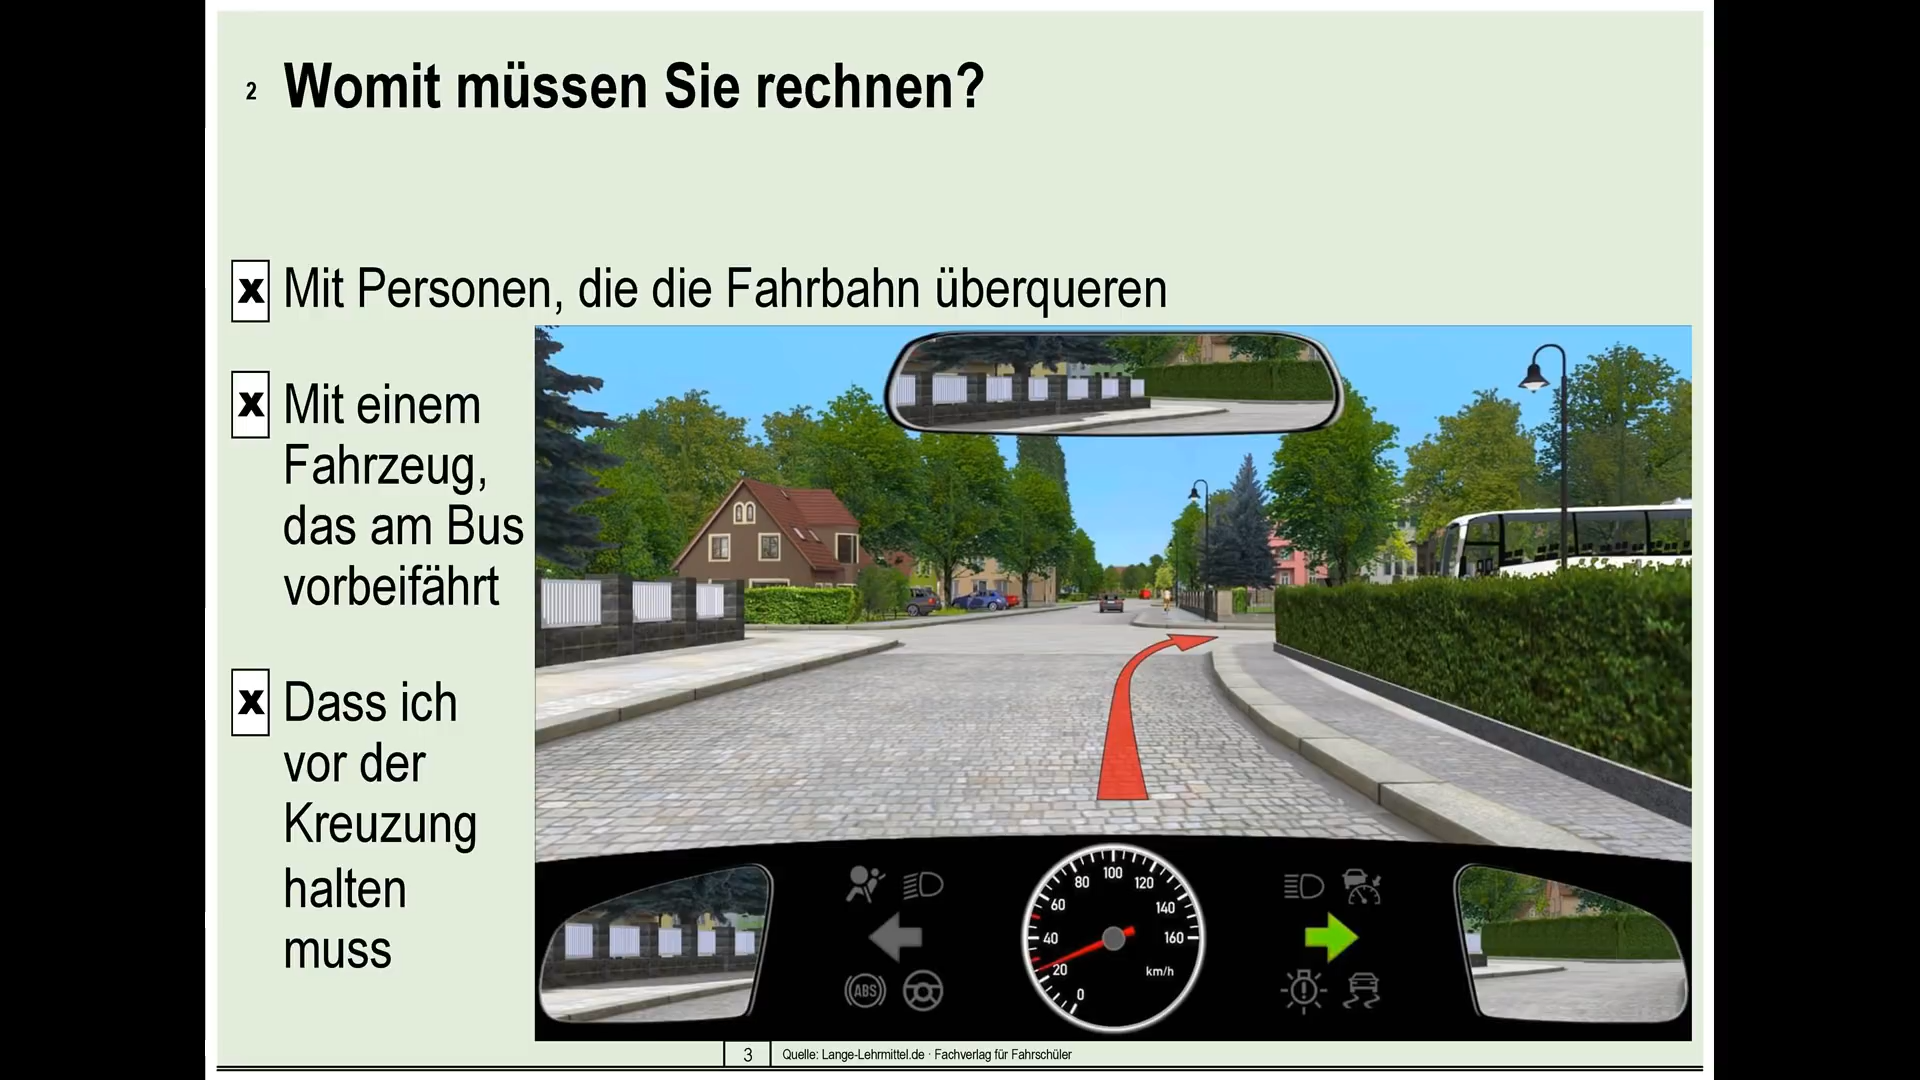 2 Womit müssen Sie rechnen?
x Mit Personen, die die Fahrbahn überqueren
x Mit einem
Fahrzeug,
das am Bus
vorbeifährt
x Dass ich
vor der
Kreuzung
halten
muss
0
20
40
60
80
100
120
140
160
km/h
ABS
3 Quelle: Lange-Lehrmittel.de · Fachverlag für Fahrschüler